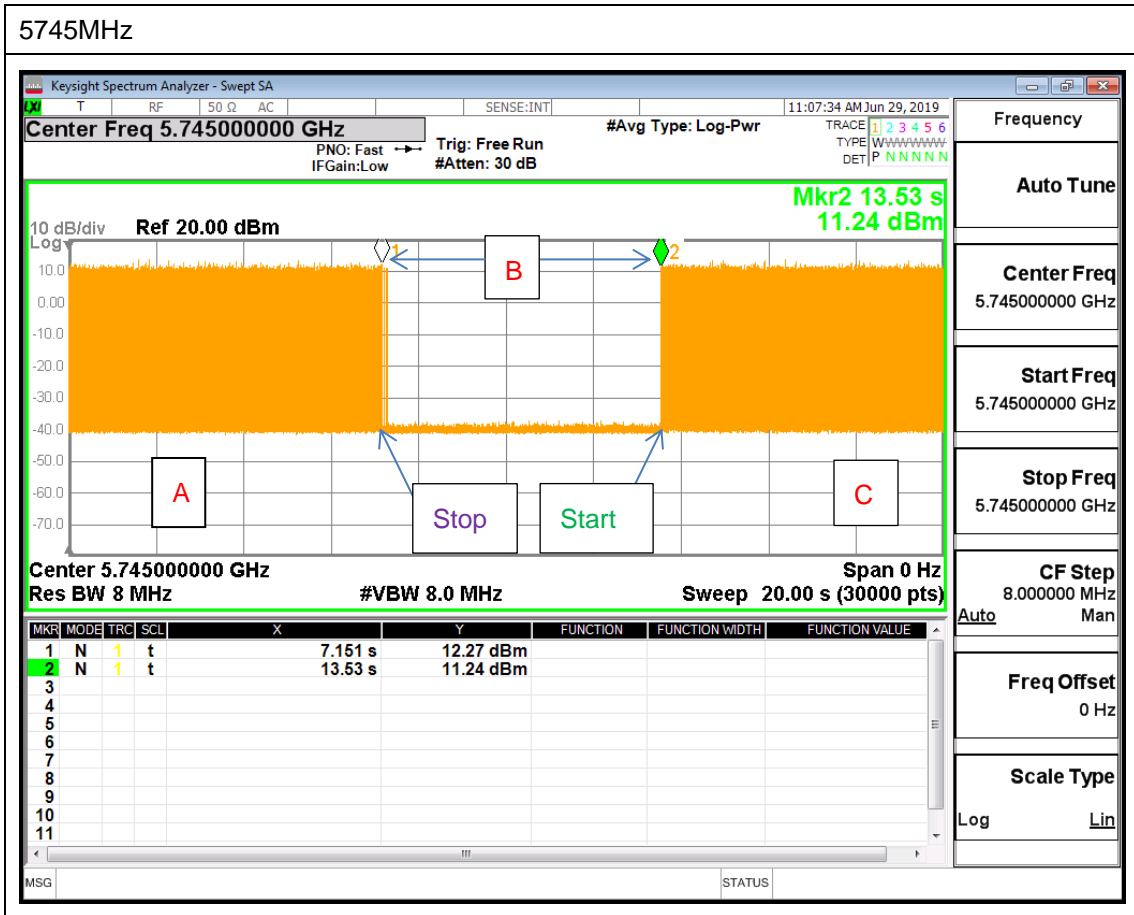 5745MHz
Keysight Spectrum Analyzer - Swept SA
LXI T RF 50 Ω AC SENSE:INT 11:07:34 AM Jun 29, 2019
Center Freq 5.745000000 GHz
PNO: Fast
IFGain:Low
Trig: Free Run
#Atten: 30 dB
#Avg Type: Log-Pwr
TRACE 1 2 3 4 5 6
TYPE WWWWWW
DET P N N N N N
Mkr2 13.53 s
11.24 dBm
10 dB/div Ref 20.00 dBm
Log
10.0
0.00
-10.0
-20.0
-30.0
-40.0
-50.0
-60.0
-70.0
1
B
2
A
Stop
Start
C
Center 5.745000000 GHz Span 0 Hz
Res BW 8 MHz #VBW 8.0 MHz Sweep 20.00 s (30000 pts)
MKR MODE TRC SCL X Y FUNCTION FUNCTION WIDTH FUNCTION VALUE
1 N 1 t 7.151 s 12.27 dBm
2 N 1 t 13.53 s 11.24 dBm
3
4
5
6
7
8
9
10
11
MSG STATUS
Frequency
Auto Tune
Center Freq
5.745000000 GHz
Start Freq
5.745000000 GHz
Stop Freq
5.745000000 GHz
CF Step
8.000000 MHz
Auto Man
Freq Offset
0 Hz
Scale Type
Log Lin